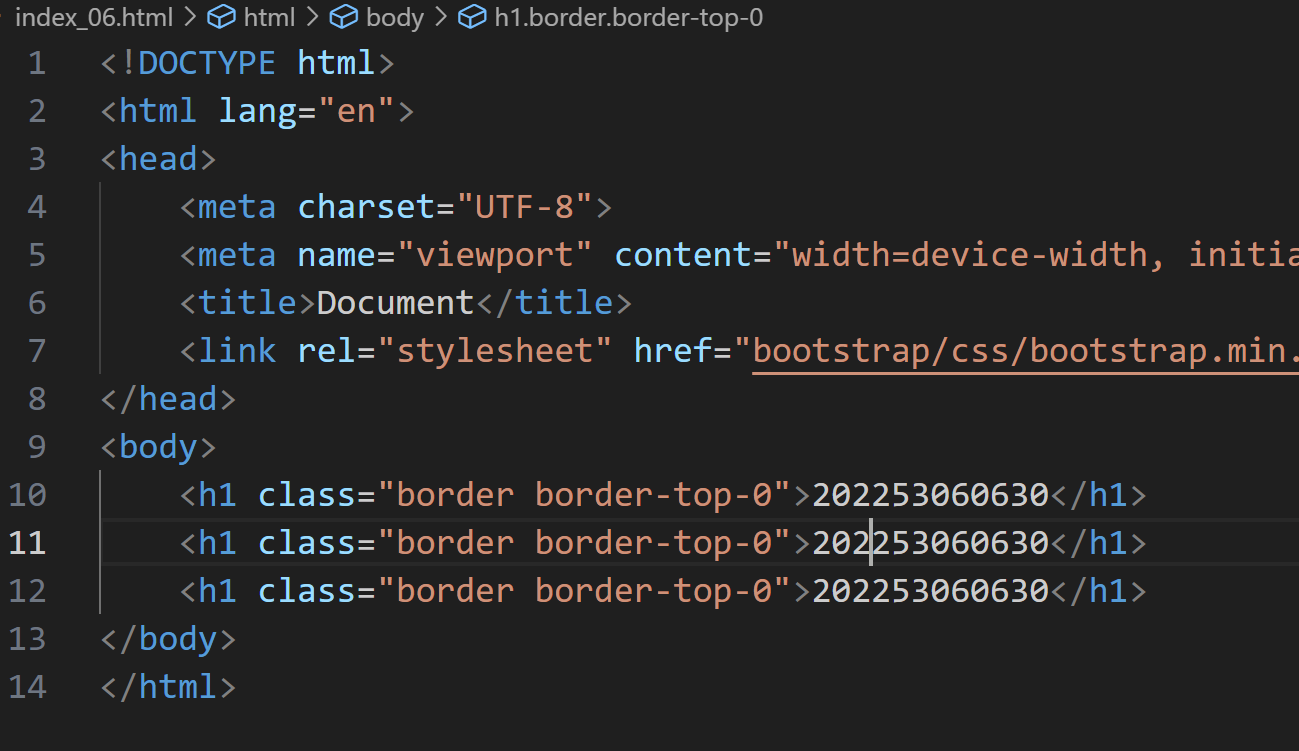 index_06.html > html > body > h1.border.border-top-0
1 <!DOCTYPE html>
2 <html lang="en">
3 <head>
4     <meta charset="UTF-8">
5     <meta name="viewport" content="width=device-width, initia
6     <title>Document</title>
7     <link rel="stylesheet" href="bootstrap/css/bootstrap.min.
8 </head>
9 <body>
10     <h1 class="border border-top-0">202253060630</h1>
11     <h1 class="border border-top-0">202253060630</h1>
12     <h1 class="border border-top-0">202253060630</h1>
13 </body>
14 </html>